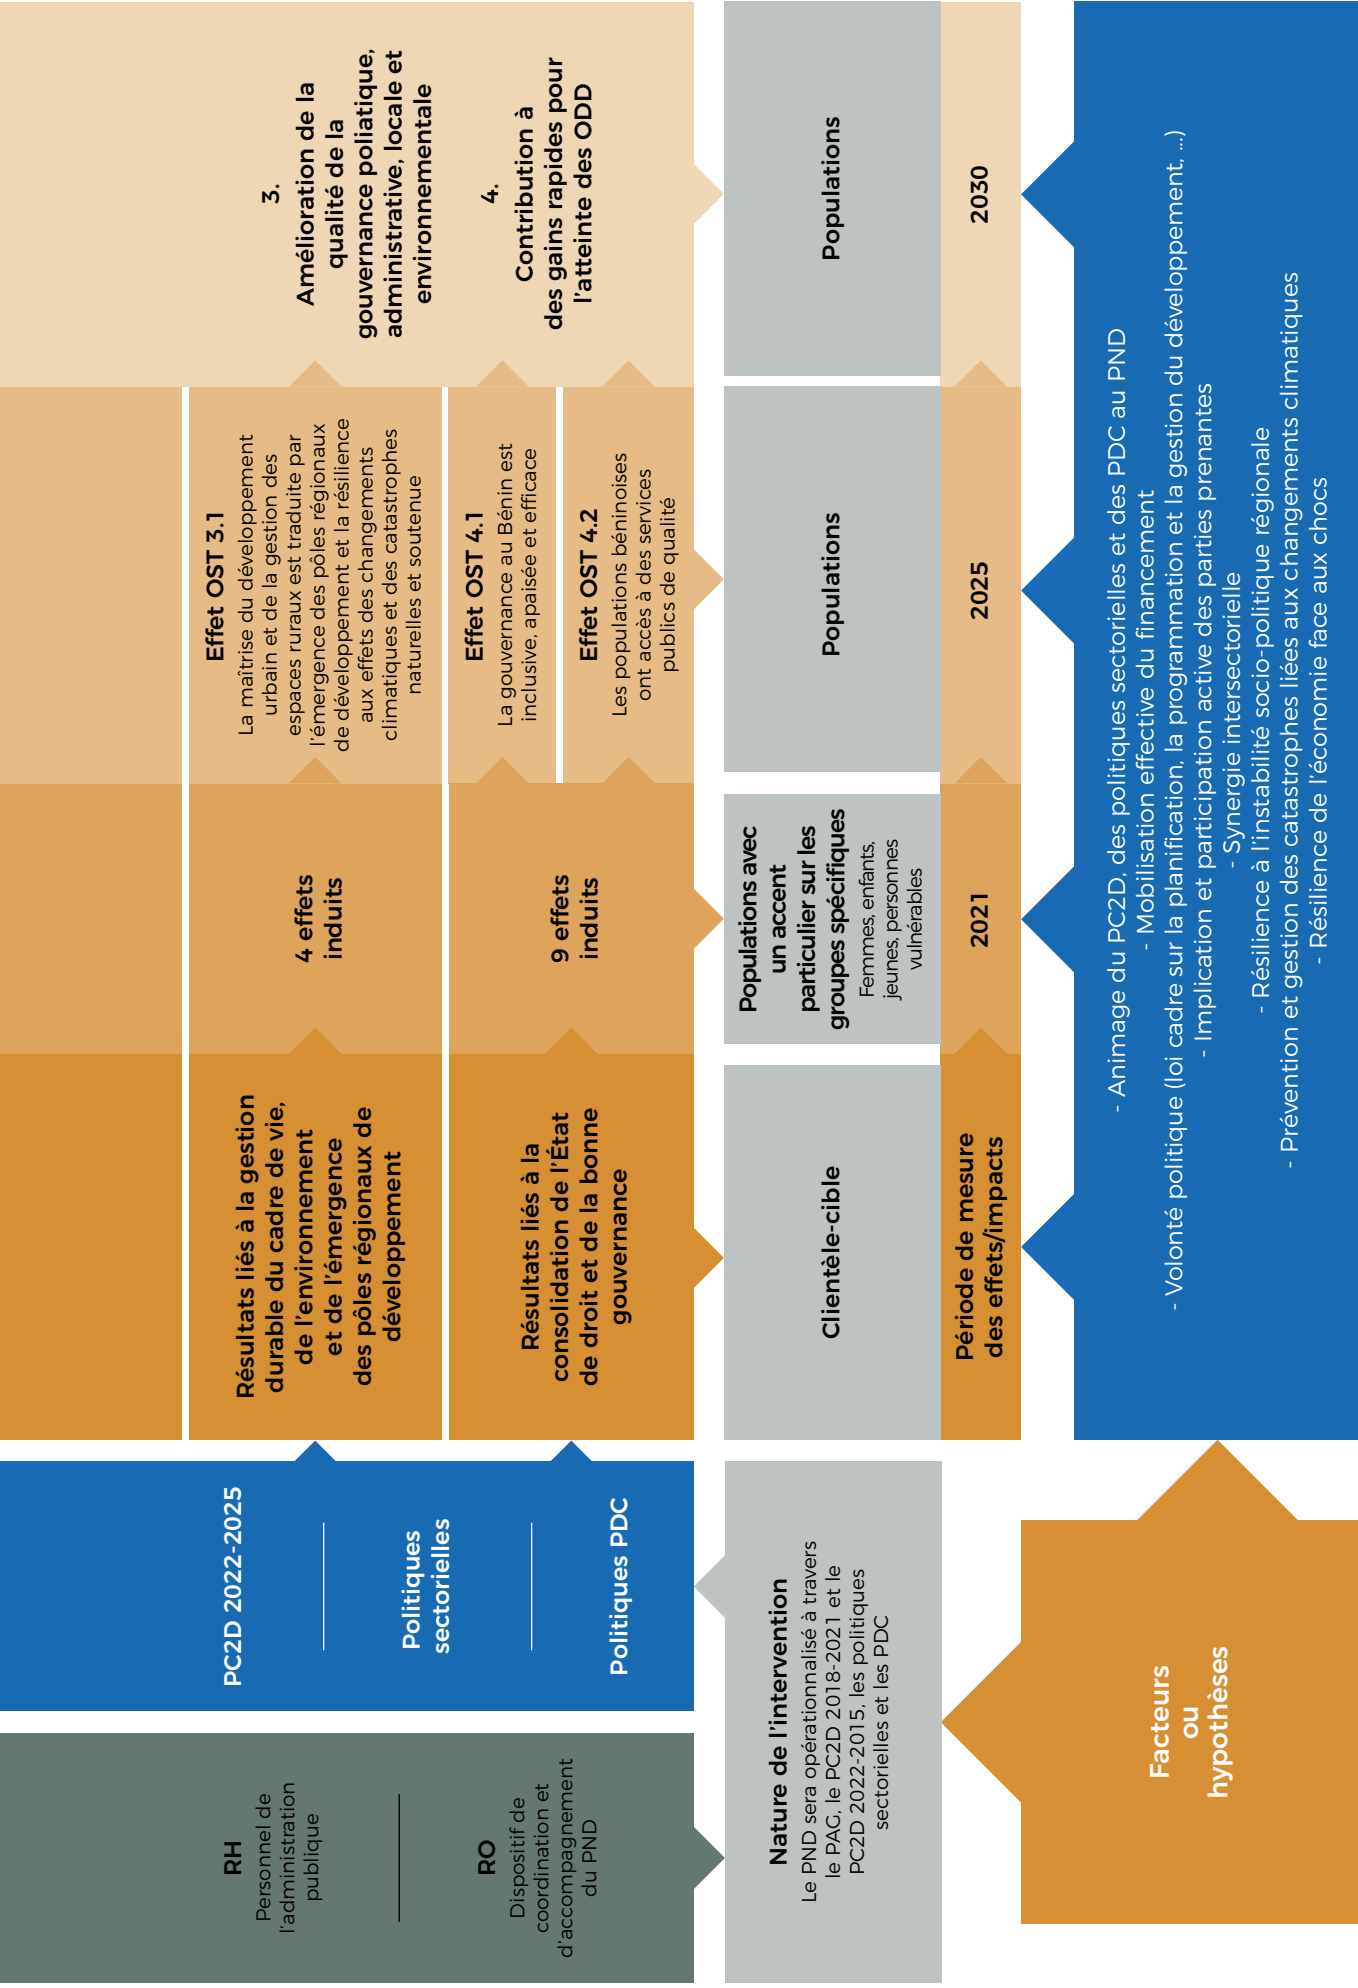 RH
Personnel de
l'administration
publique
RO
Dispositif de
coordination et
d'accompagnement
du PND
PC2D 2022-2025
Politiques
sectorielles
Politiques PDC
Résultats liés à la gestion
durable du cadre de vie,
de l'environnement
et de l'émergence
des pôles régionaux de
développement
Résultats liés à la
consolidation de l'État
de droit et de la bonne
gouvernance
4 effets
induits
9 effets
induits
Effet OST 3.1
La maîtrise du développement
urbain et de la gestion des
espaces ruraux est traduite par
l'émergence des pôles régionaux
de développement et la résilience
aux effets des changements
climatiques et des catastrophes
naturelles et soutenue
Effet OST 4.1
La gouvernance au Bénin est
inclusive, apaisée et efficace
Effet OST 4.2
Les populations béninoises
ont accès à des services
publics de qualité
3.
Amélioration de la
qualité de la
gouvernance poliatique,
administrative, locale et
environnementale
4.
Contribution à
des gains rapides pour
l'atteinte des ODD
Nature de l'intervention
Le PND sera opérationnalisé à travers
le PAG, le PC2D 2018-2021 et le
PC2D 2022-2015, les politiques
sectorielles et les PDC
Clientèle-cible
Populations avec
un accent
particulier sur les
groupes spécifiques
Femmes, enfants,
jeunes, personnes
vulnérables
Populations
Populations
Période de mesure
des effets/impacts
2021
2025
2030
Facteurs
ou
hypothèses
- Animage du PC2D, des politiques sectorielles et des PDC au PND
- Mobilisation effective du financement
- Volonté politique (loi cadre sur la planification, la programmation et la gestion du développement, ...)
- Implication et participation active des parties prenantes
- Synergie intersectorielle
- Résilience à l'instabilité socio-politique régionale
- Prévention et gestion des catastrophes liées aux changements climatiques
- Résilience de l'économie face aux chocs